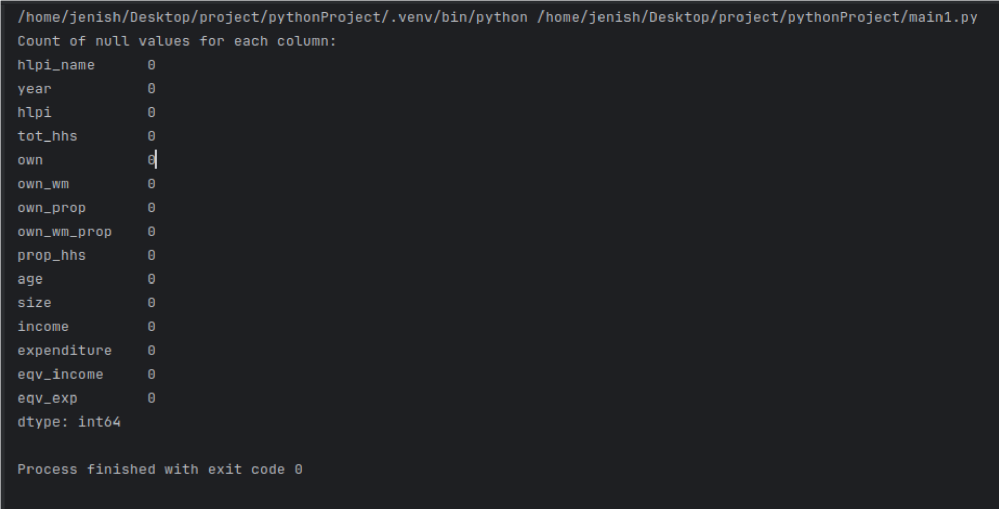 /home/jenish/Desktop/project/pythonProject/.venv/bin/python /home/jenish/Desktop/project/pythonProject/main1.py
Count of null values for each column:
hlpi_name      0
year           0
hlpi           0
tot_hhs        0
own            0
own_wm         0
own_prop       0
own_wm_prop    0
prop_hhs       0
age            0
size           0
income         0
expenditure    0
eqv_income     0
eqv_exp        0
dtype: int64
Process finished with exit code 0